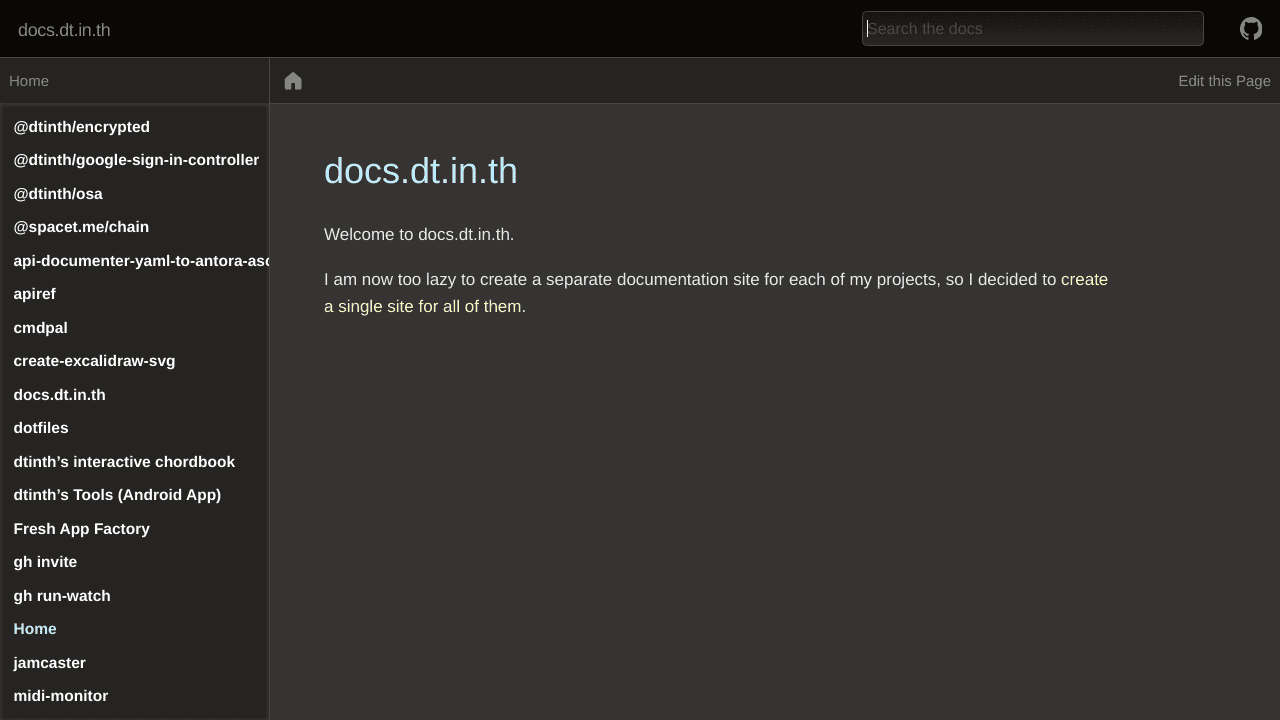 docs.dt.in.th
Search the docs
Home
Edit this Page
@dtinth/encrypted
@dtinth/google-sign-in-controller
@dtinth/osa
@spacet.me/chain
api-documenter-yaml-to-antora-asc
apiref
cmdpal
create-excalidraw-svg
docs.dt.in.th
dotfiles
dtinth’s interactive chordbook
dtinth’s Tools (Android App)
Fresh App Factory
gh invite
gh run-watch
Home
jamcaster
midi-monitor
docs.dt.in.th
Welcome to docs.dt.in.th.
I am now too lazy to create a separate documentation site for each of my projects, so I decided to create
a single site for all of them.